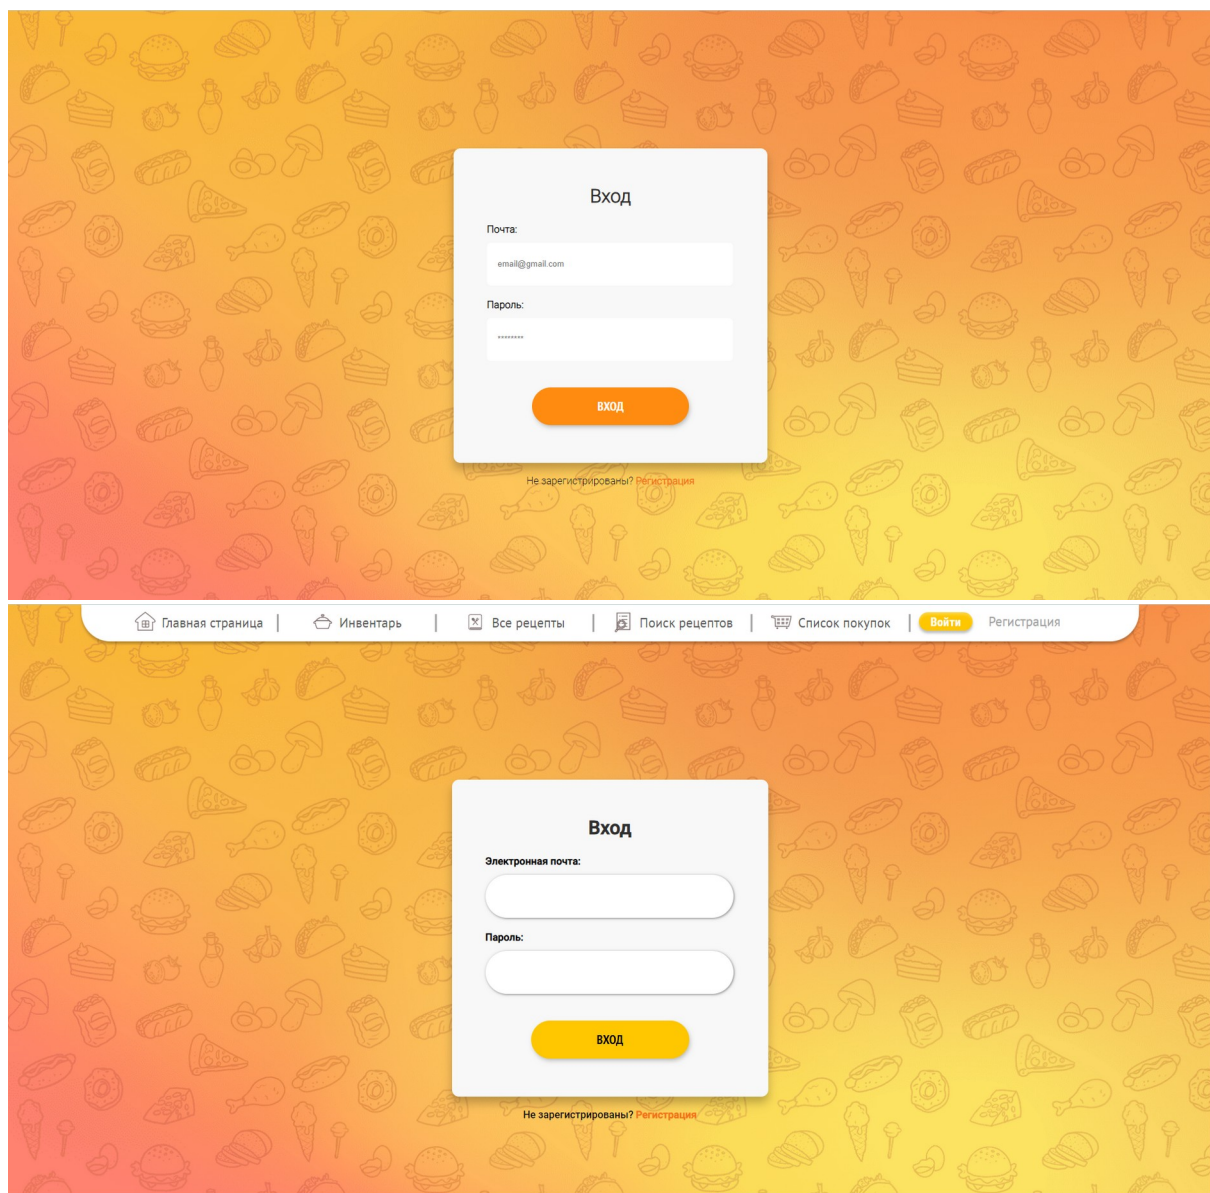 Вход
Почта:
email@gmail.com
Пароль:
********
ВХОД
Не зарегистрированы? Регистрация
Главная страница | Инвентарь | Все рецепты | Поиск рецептов | Список покупок | Войти Регистрация
Вход
Электронная почта:
Пароль:
ВХОД
Не зарегистрированы? Регистрация